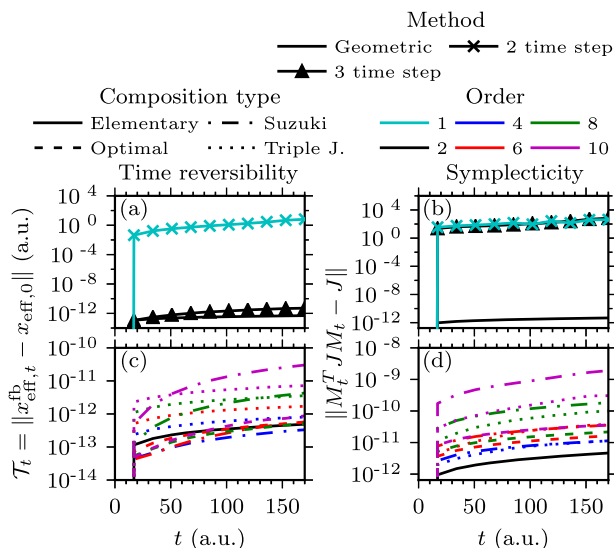 Method
Geometric 2 time step
3 time step
Composition type Order
Elementary Suzuki 1 4 8
Optimal Triple J. 2 6 10
Time reversibility Symplecticity
(a) (b)
10^4 10^4
10^0 10^0
10^-4 10^-4
10^-8 10^-8
10^-12 10^-12
(c) (d)
10^-10 10^-8
10^-11 10^-9
10^-12 10^-10
10^-13 10^-11
10^-14 10^-12
𝒯_t = ||x^fb_eff,t − x_eff,0|| (a.u.)
||M_t^T J M_t − J||
0 50 100 150 0 50 100 150
t (a.u.) t (a.u.)